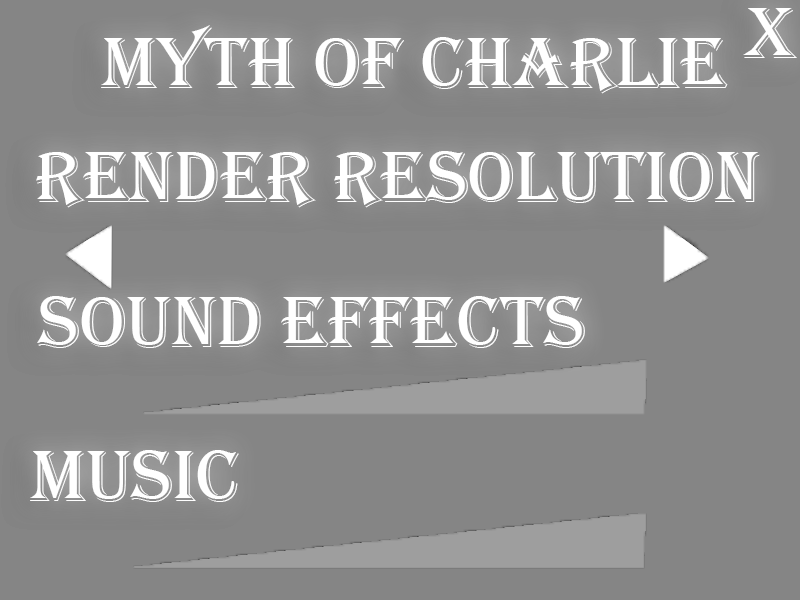 MYTH OF CHARLIE
X
RENDER RESOLUTION
SOUND EFFECTS
MUSIC